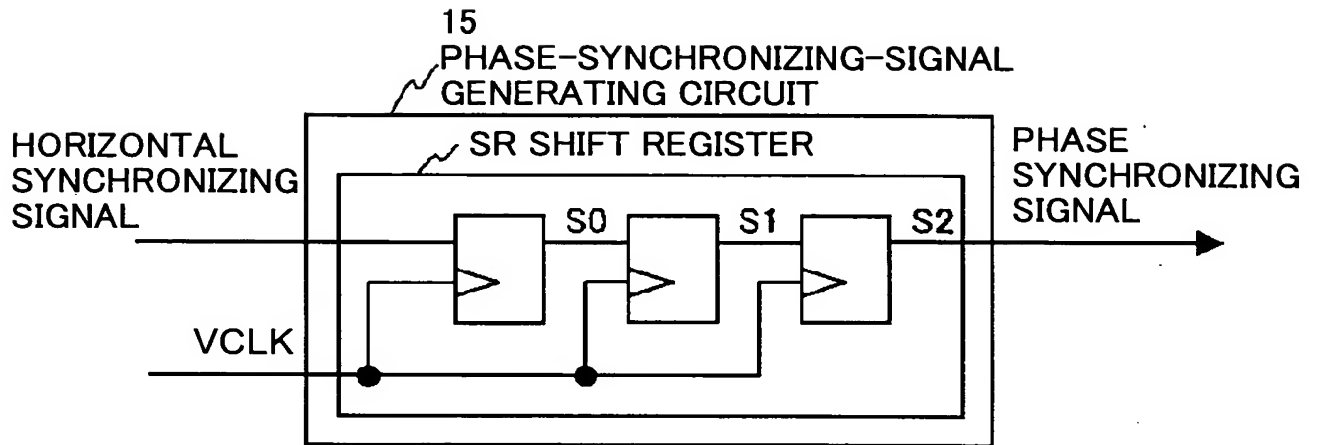 15
PHASE-SYNCHRONIZING-SIGNAL
GENERATING CIRCUIT
SR SHIFT REGISTER
HORIZONTAL
SYNCHRONIZING
SIGNAL
PHASE
SYNCHRONIZING
SIGNAL
S0
S1
S2
VCLK